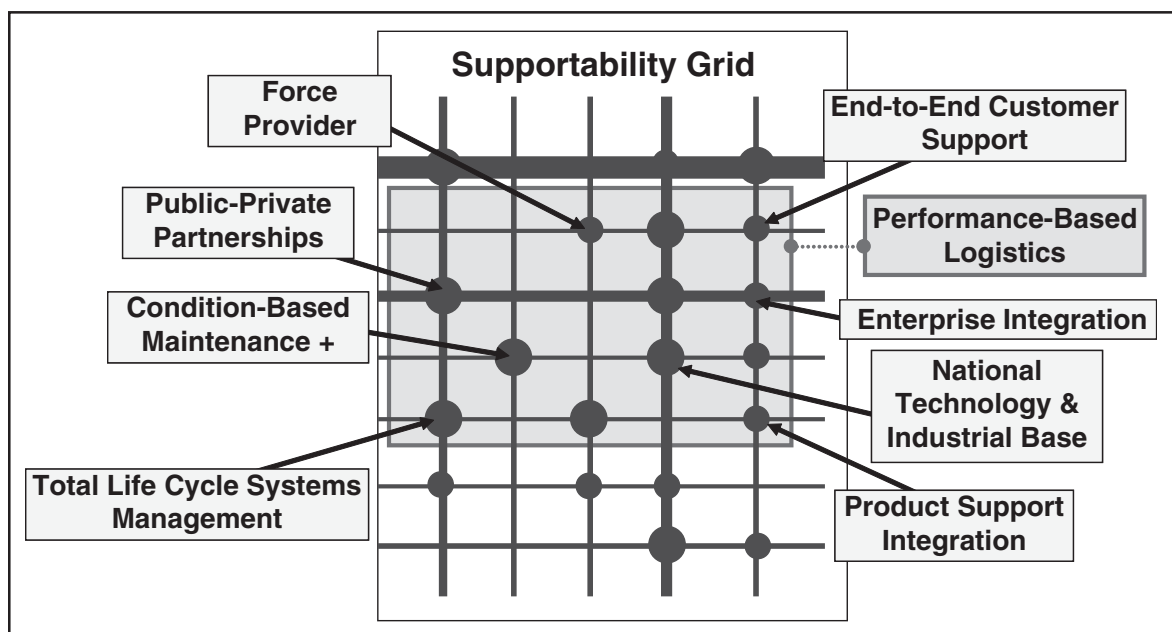 Supportability Grid
Force
Provider
Public-Private
Partnerships
Condition-Based
Maintenance +
Total Life Cycle Systems
Management
End-to-End Customer
Support
Performance-Based
Logistics
Enterprise Integration
National
Technology &
Industrial Base
Product Support
Integration